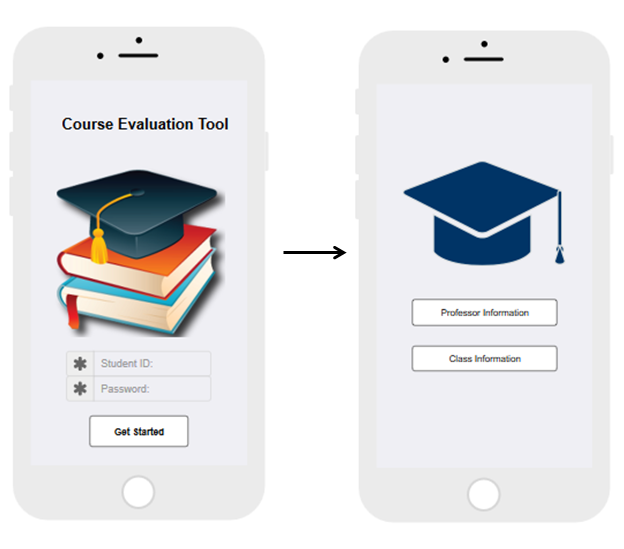 Course Evaluation Tool
Student ID:
Password:
Get Started
Professor Information
Class Information